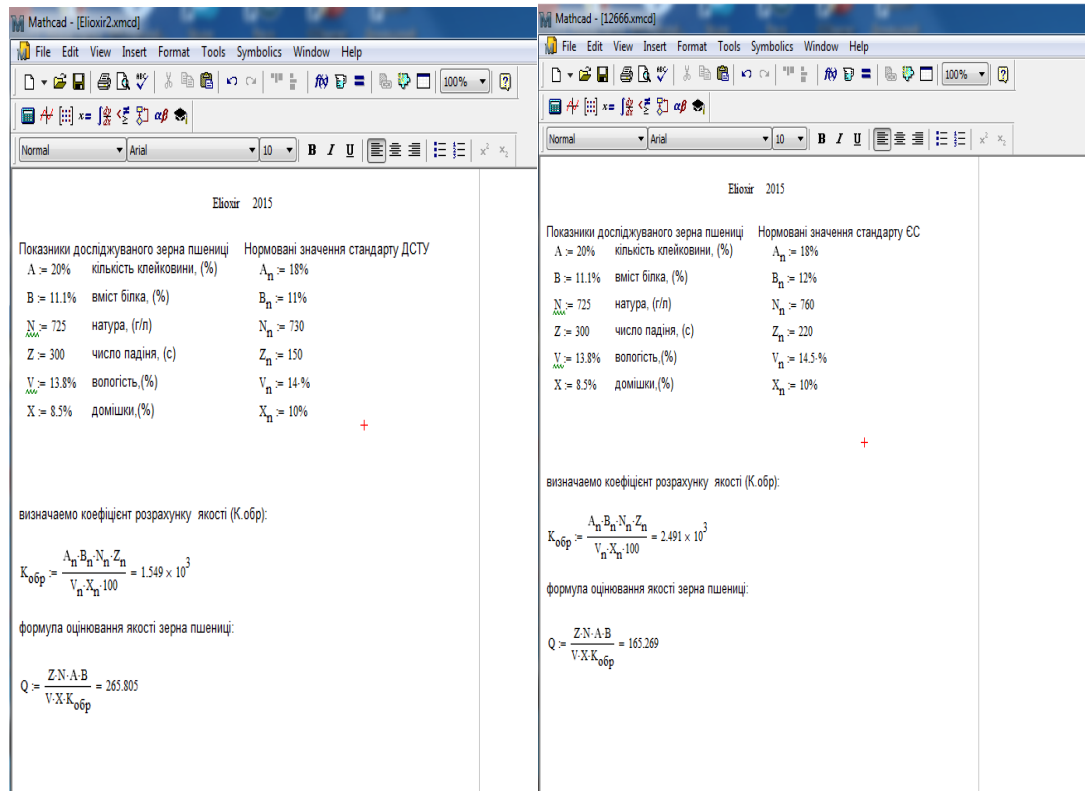 Mathcad - [Elioxir2.xmcd]
File Edit View Insert Format Tools Symbolics Window Help
100%
Normal Arial 10 B I U
Elioxir 2015
Показники досліджуваного зерна пшениці Нормовані значення стандарту ДСТУ
A := 20% кількість клейковини, (%) Aₙ := 18%
B := 11.1% вміст білка, (%) Bₙ := 11%
N := 725 натура, (г/л) Nₙ := 730
Z := 300 число падіня, (с) Zₙ := 150
V := 13.8% вологість,(%) Vₙ := 14·%
X := 8.5% домішки,(%) Xₙ := 10%
визначаемо коефіцієнт розрахунку якості (К.обр):
Kобр := Aₙ·Bₙ·Nₙ·Zₙ / Vₙ·Xₙ·100 = 1.549 × 10³
формула оцінювання якості зерна пшениці:
Q := Z·N·A·B / V·X·Kобр = 265.805
Mathcad - [12666.xmcd]
File Edit View Insert Format Tools Symbolics Window Help
100%
Normal Arial 10 B I U
Elioxir 2015
Показники досліджуваного зерна пшениці Нормовані значення стандарту ЄС
A := 20% кількість клейковини, (%) Aₙ := 18%
B := 11.1% вміст білка, (%) Bₙ := 12%
N := 725 натура, (г/л) Nₙ := 760
Z := 300 число падіня, (с) Zₙ := 220
V := 13.8% вологість,(%) Vₙ := 14.5·%
X := 8.5% домішки,(%) Xₙ := 10%
визначаемо коефіцієнт розрахунку якості (К.обр):
Kобр := Aₙ·Bₙ·Nₙ·Zₙ / Vₙ·Xₙ·100 = 2.491 × 10³
формула оцінювання якості зерна пшениці:
Q := Z·N·A·B / V·X·Kобр = 165.269